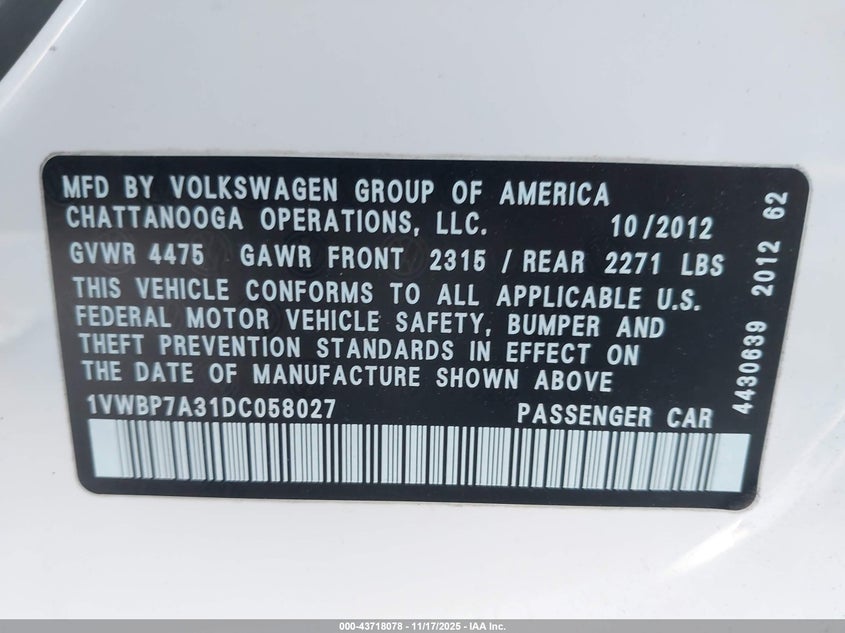 MFD BY VOLKSWAGEN GROUP OF AMERICA
CHATTANOOGA OPERATIONS, LLC. 10/2012
GVWR 4475 GAWR FRONT 2315 / REAR 2271 LBS
THIS VEHICLE CONFORMS TO ALL APPLICABLE U.S.
FEDERAL MOTOR VEHICLE SAFETY, BUMPER AND
THEFT PREVENTION STANDARDS IN EFFECT ON
THE DATE OF MANUFACTURE SHOWN ABOVE
1VWBP7A31DC058027 PASSENGER CAR
4430639 2012 62
000-43718078 - 11/17/2025 - IAA Inc.